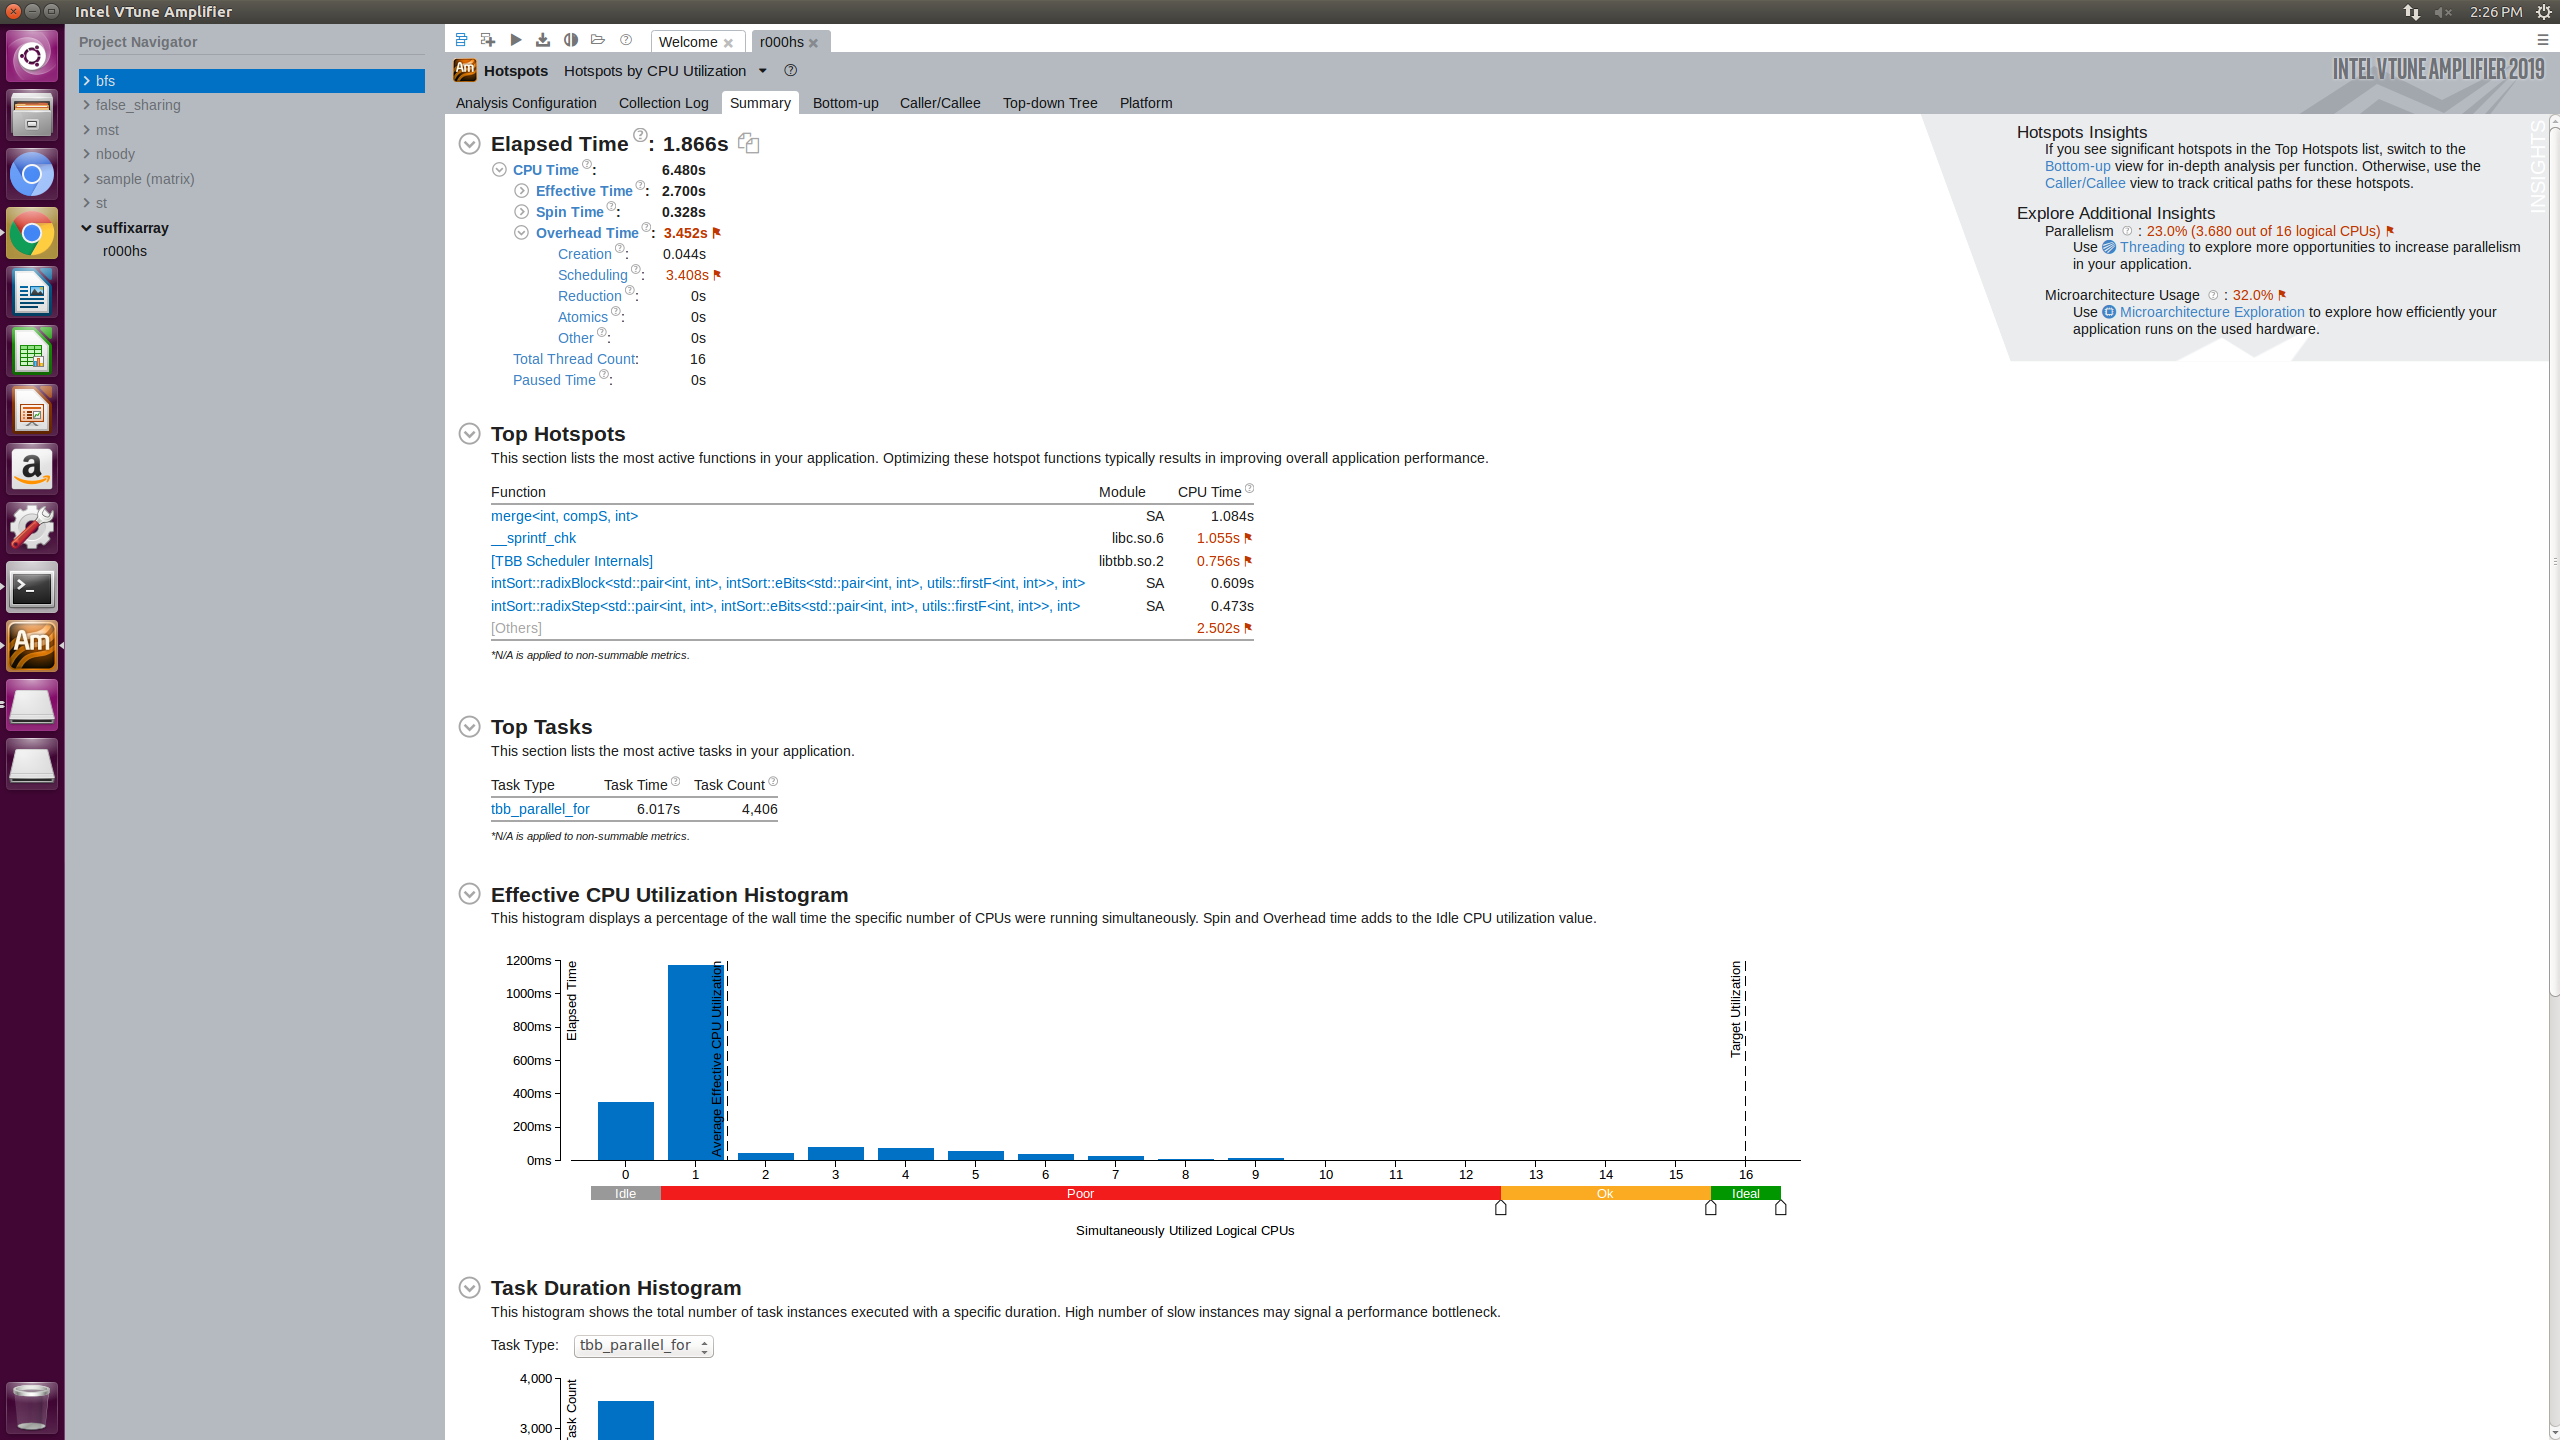 Intel VTune Amplifier
2:26 PM
Project Navigator
bfs
false_sharing
mst
nbody
sample (matrix)
st
suffixarray
r000hs
Welcome
r000hs
Am
Hotspots
Hotspots by CPU Utilization
INTEL VTUNE AMPLIFIER 2019
Analysis Configuration
Collection Log
Summary
Bottom-up
Caller/Callee
Top-down Tree
Platform
Elapsed Time : 1.866s
CPU Time : 6.480s
Effective Time : 2.700s
Spin Time : 0.328s
Overhead Time : 3.452s
Creation : 0.044s
Scheduling : 3.408s
Reduction : 0s
Atomics : 0s
Other : 0s
Total Thread Count: 16
Paused Time : 0s
INSIGHTS
Hotspots Insights
If you see significant hotspots in the Top Hotspots list, switch to the
Bottom-up view for in-depth analysis per function. Otherwise, use the
Caller/Callee view to track critical paths for these hotspots.
Explore Additional Insights
Parallelism : 23.0% (3.680 out of 16 logical CPUs)
Use Threading to explore more opportunities to increase parallelism
in your application.
Microarchitecture Usage : 32.0%
Use Microarchitecture Exploration to explore how efficiently your
application runs on the used hardware.
Top Hotspots
This section lists the most active functions in your application. Optimizing these hotspot functions typically results in improving overall application performance.
Function Module CPU Time
merge<int, compS, int> SA 1.084s
__sprintf_chk libc.so.6 1.055s
[TBB Scheduler Internals] libtbb.so.2 0.756s
intSort::radixBlock<std::pair<int, int>, intSort::eBits<std::pair<int, int>, utils::firstF<int, int>>, int> SA 0.609s
intSort::radixStep<std::pair<int, int>, intSort::eBits<std::pair<int, int>, utils::firstF<int, int>>, int> SA 0.473s
[Others] 2.502s
*N/A is applied to non-summable metrics.
Top Tasks
This section lists the most active tasks in your application.
Task Type Task Time Task Count
tbb_parallel_for 6.017s 4,406
*N/A is applied to non-summable metrics.
Effective CPU Utilization Histogram
This histogram displays a percentage of the wall time the specific number of CPUs were running simultaneously. Spin and Overhead time adds to the Idle CPU utilization value.
1200ms
1000ms
800ms
600ms
400ms
200ms
0ms
Elapsed Time
Average Effective CPU Utilization
Target Utilization
0 1 2 3 4 5 6 7 8 9 10 11 12 13 14 15 16
Idle Poor Ok Ideal
Simultaneously Utilized Logical CPUs
Task Duration Histogram
This histogram shows the total number of task instances executed with a specific duration. High number of slow instances may signal a performance bottleneck.
Task Type: tbb_parallel_for
4,000
3,000
Task Count
a
Am